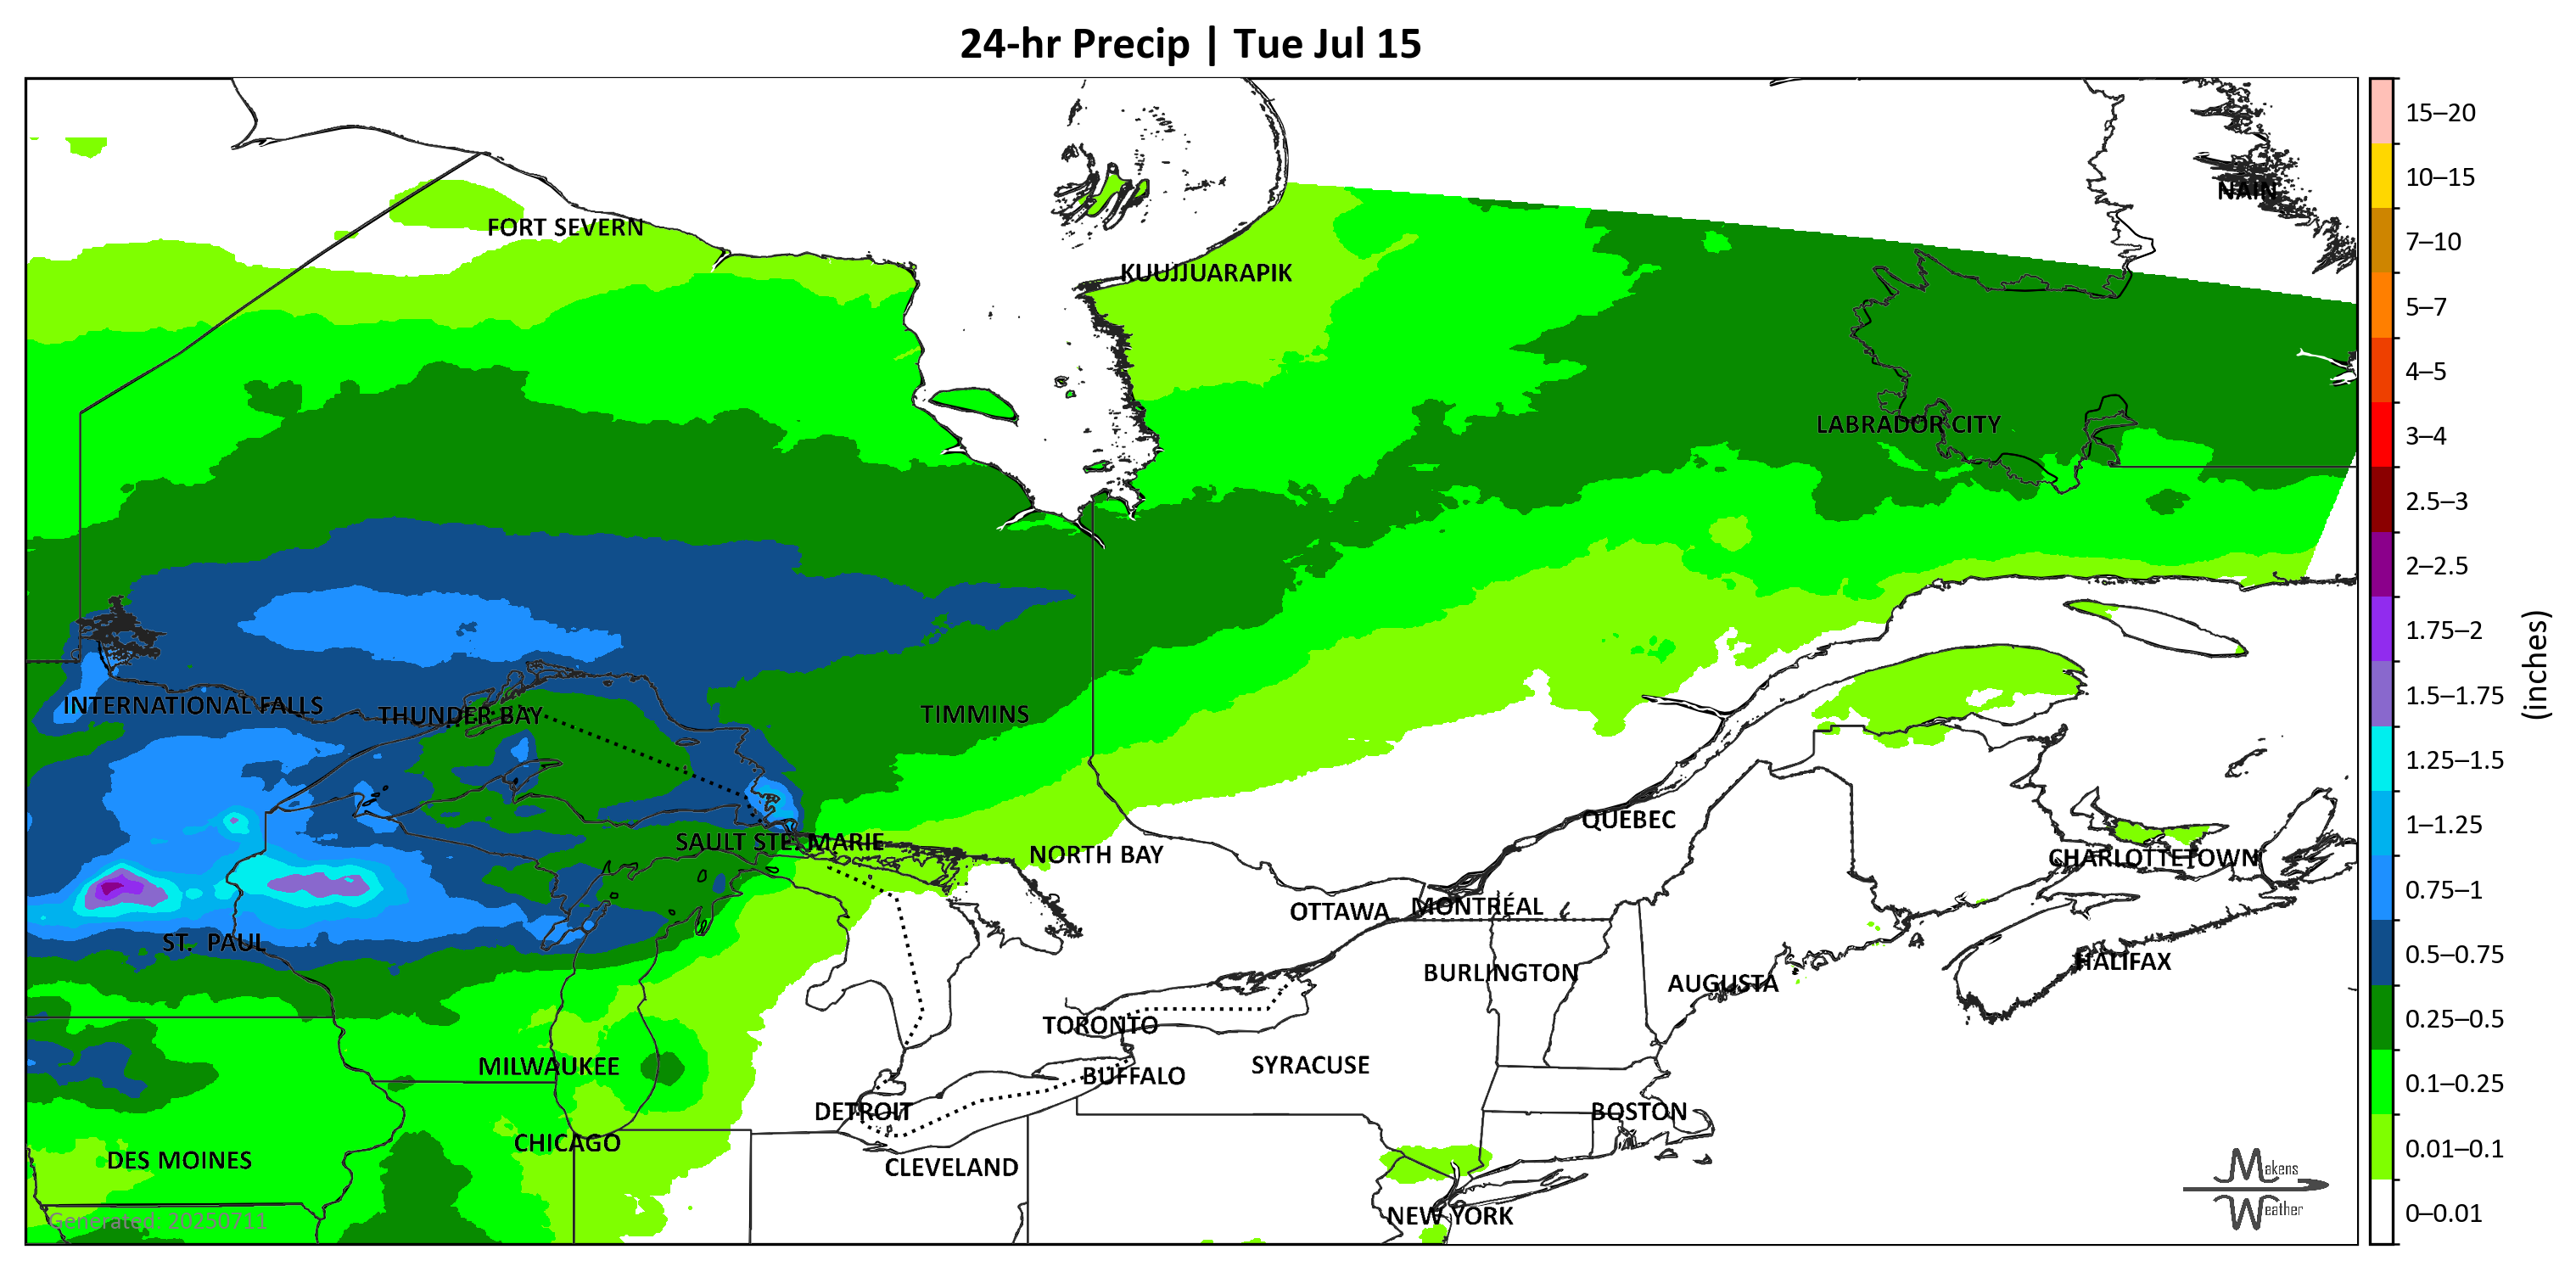 24-hr Precip | Tue Jul 15
NAIN
FORT SEVERN
KUUJJUARAPIK
LABRADOR CITY
INTERNATIONAL FALLS
THUNDER BAY
TIMMINS
SAULT STE. MARIE
NORTH BAY
QUEBEC
CHARLOTTETOWN
OTTAWA
MONTRÉAL
ST. PAUL
BURLINGTON
AUGUSTA
HALIFAX
TORONTO
MILWAUKEE
BUFFALO
SYRACUSE
DETROIT
BOSTON
CHICAGO
DES MOINES
CLEVELAND
NEW YORK
Generated: 20250711
Makens
Weather
15–20
10–15
7–10
5–7
4–5
3–4
2.5–3
2–2.5
1.75–2
1.5–1.75
1.25–1.5
1–1.25
0.75–1
0.5–0.75
0.25–0.5
0.1–0.25
0.01–0.1
0–0.01
(inches)